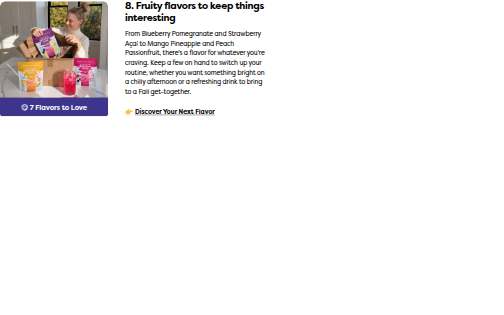 8. Fruity flavors to keep things
interesting
From Blueberry Pomegranate and Strawberry
Açaí to Mango Pineapple and Peach
Passionfruit, there's a flavor for whatever you're
craving. Keep a few on hand to switch up your
routine, whether you want something bright on
a chilly afternoon or a refreshing drink to bring
to a Fall get-together.
👉 Discover Your Next Flavor
😋 7 Flavors to Love